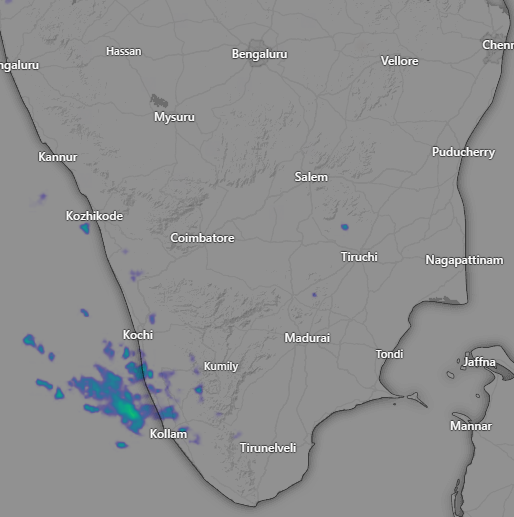 Hassan
Bengaluru
Chenn
ngaluru
Vellore
Mysuru
Kannur
Puducherry
Salem
Kozhikode
Coimbatore
Tiruchi
Nagapattinam
Kochi
Madurai
Kumily
Tondi
Jaffna
Kollam
Mannar
Tirunelveli